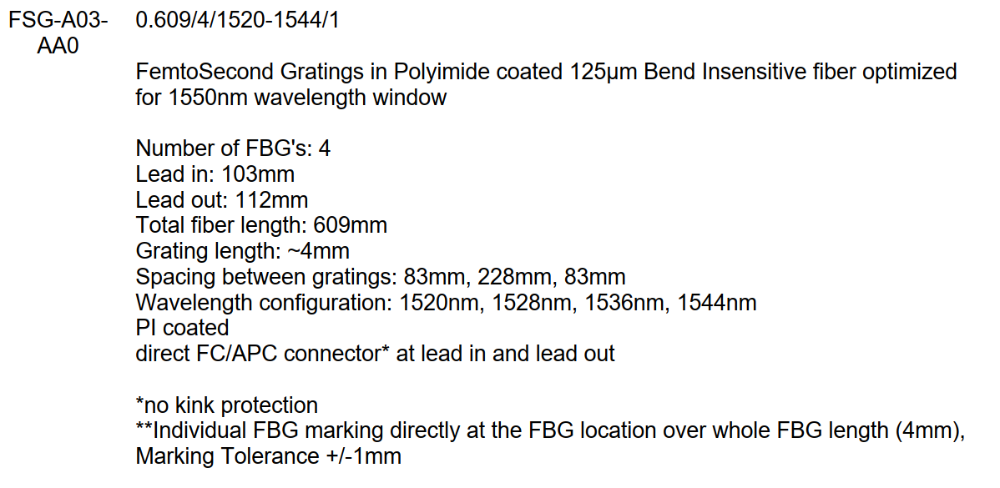 FSG-A03-
AA0
0.609/4/1520-1544/1
FemtoSecond Gratings in Polyimide coated 125µm Bend Insensitive fiber optimized
for 1550nm wavelength window
Number of FBG's: 4
Lead in: 103mm
Lead out: 112mm
Total fiber length: 609mm
Grating length: ~4mm
Spacing between gratings: 83mm, 228mm, 83mm
Wavelength configuration: 1520nm, 1528nm, 1536nm, 1544nm
PI coated
direct FC/APC connector* at lead in and lead out
*no kink protection
**Individual FBG marking directly at the FBG location over whole FBG length (4mm),
Marking Tolerance +/-1mm